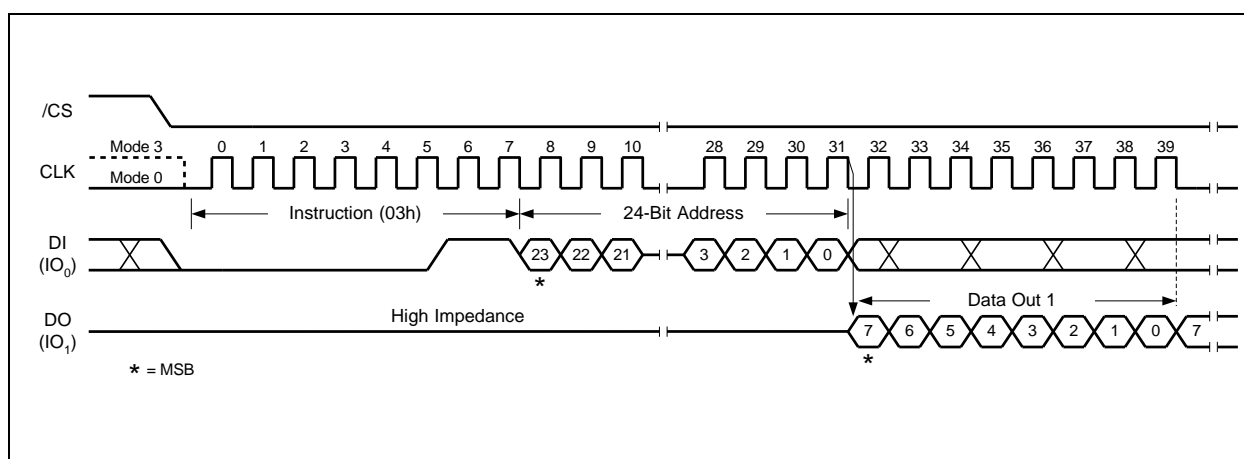 /CS
Mode 3
0 1 2 3 4 5 6 7 8 9 10 28 29 30 31 32 33 34 35 36 37 38 39
CLK
Mode 0
Instruction (03h) 24-Bit Address
DI
(IO0)
23 22 21 3 2 1 0
*
Data Out 1
High Impedance
DO
(IO1)
7 6 5 4 3 2 1 0 7
*
* = MSB